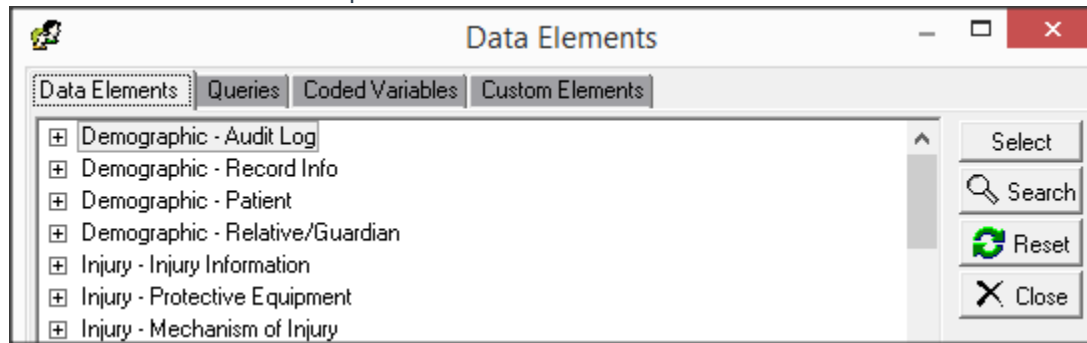 Data Elements
Data Elements Queries Coded Variables Custom Elements
Demographic - Audit Log
Demographic - Record Info
Demographic - Patient
Demographic - Relative/Guardian
Injury - Injury Information
Injury - Protective Equipment
Injury - Mechanism of Injury
Select
Search
Reset
Close